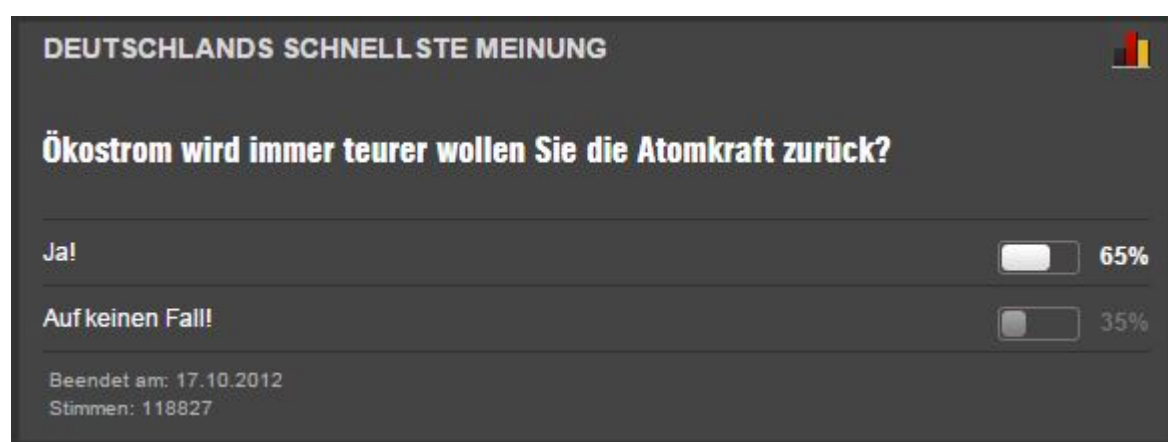 DEUTSCHLANDS SCHNELLSTE MEINUNG
Ökostrom wird immer teurer wollen Sie die Atomkraft zurück?
Ja! 65%
Auf keinen Fall! 35%
Beendet am: 17.10.2012
Stimmen: 118827